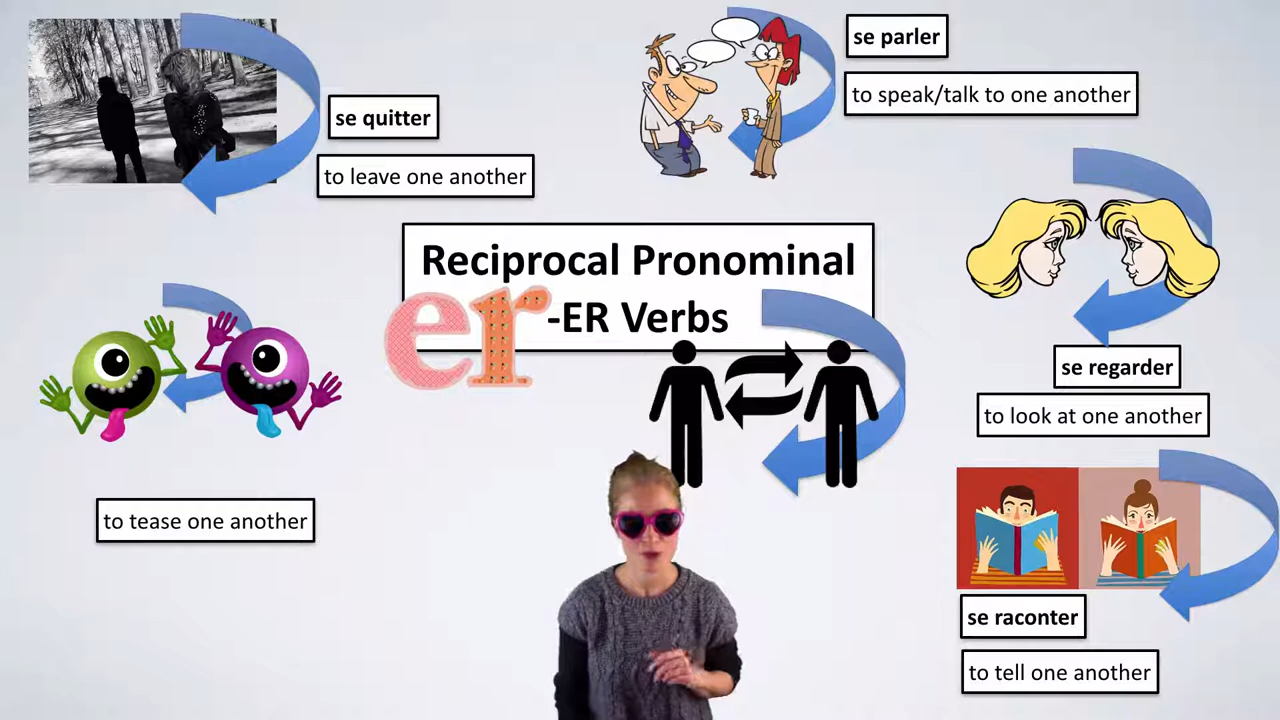 se parler
to speak/talk to one another
se quitter
to leave one another
Reciprocal Pronominal
-ER Verbs
er
se regarder
to look at one another
to tease one another
se raconter
to tell one another